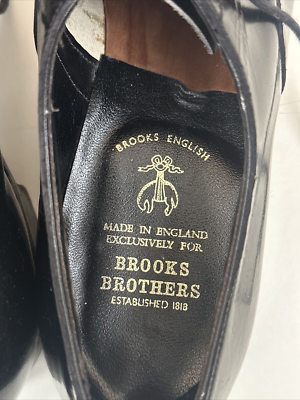 BROOKS ENGLISH
MADE IN ENGLAND
EXCLUSIVELY FOR
BROOKS
BROTHERS
ESTABLISHED 1818